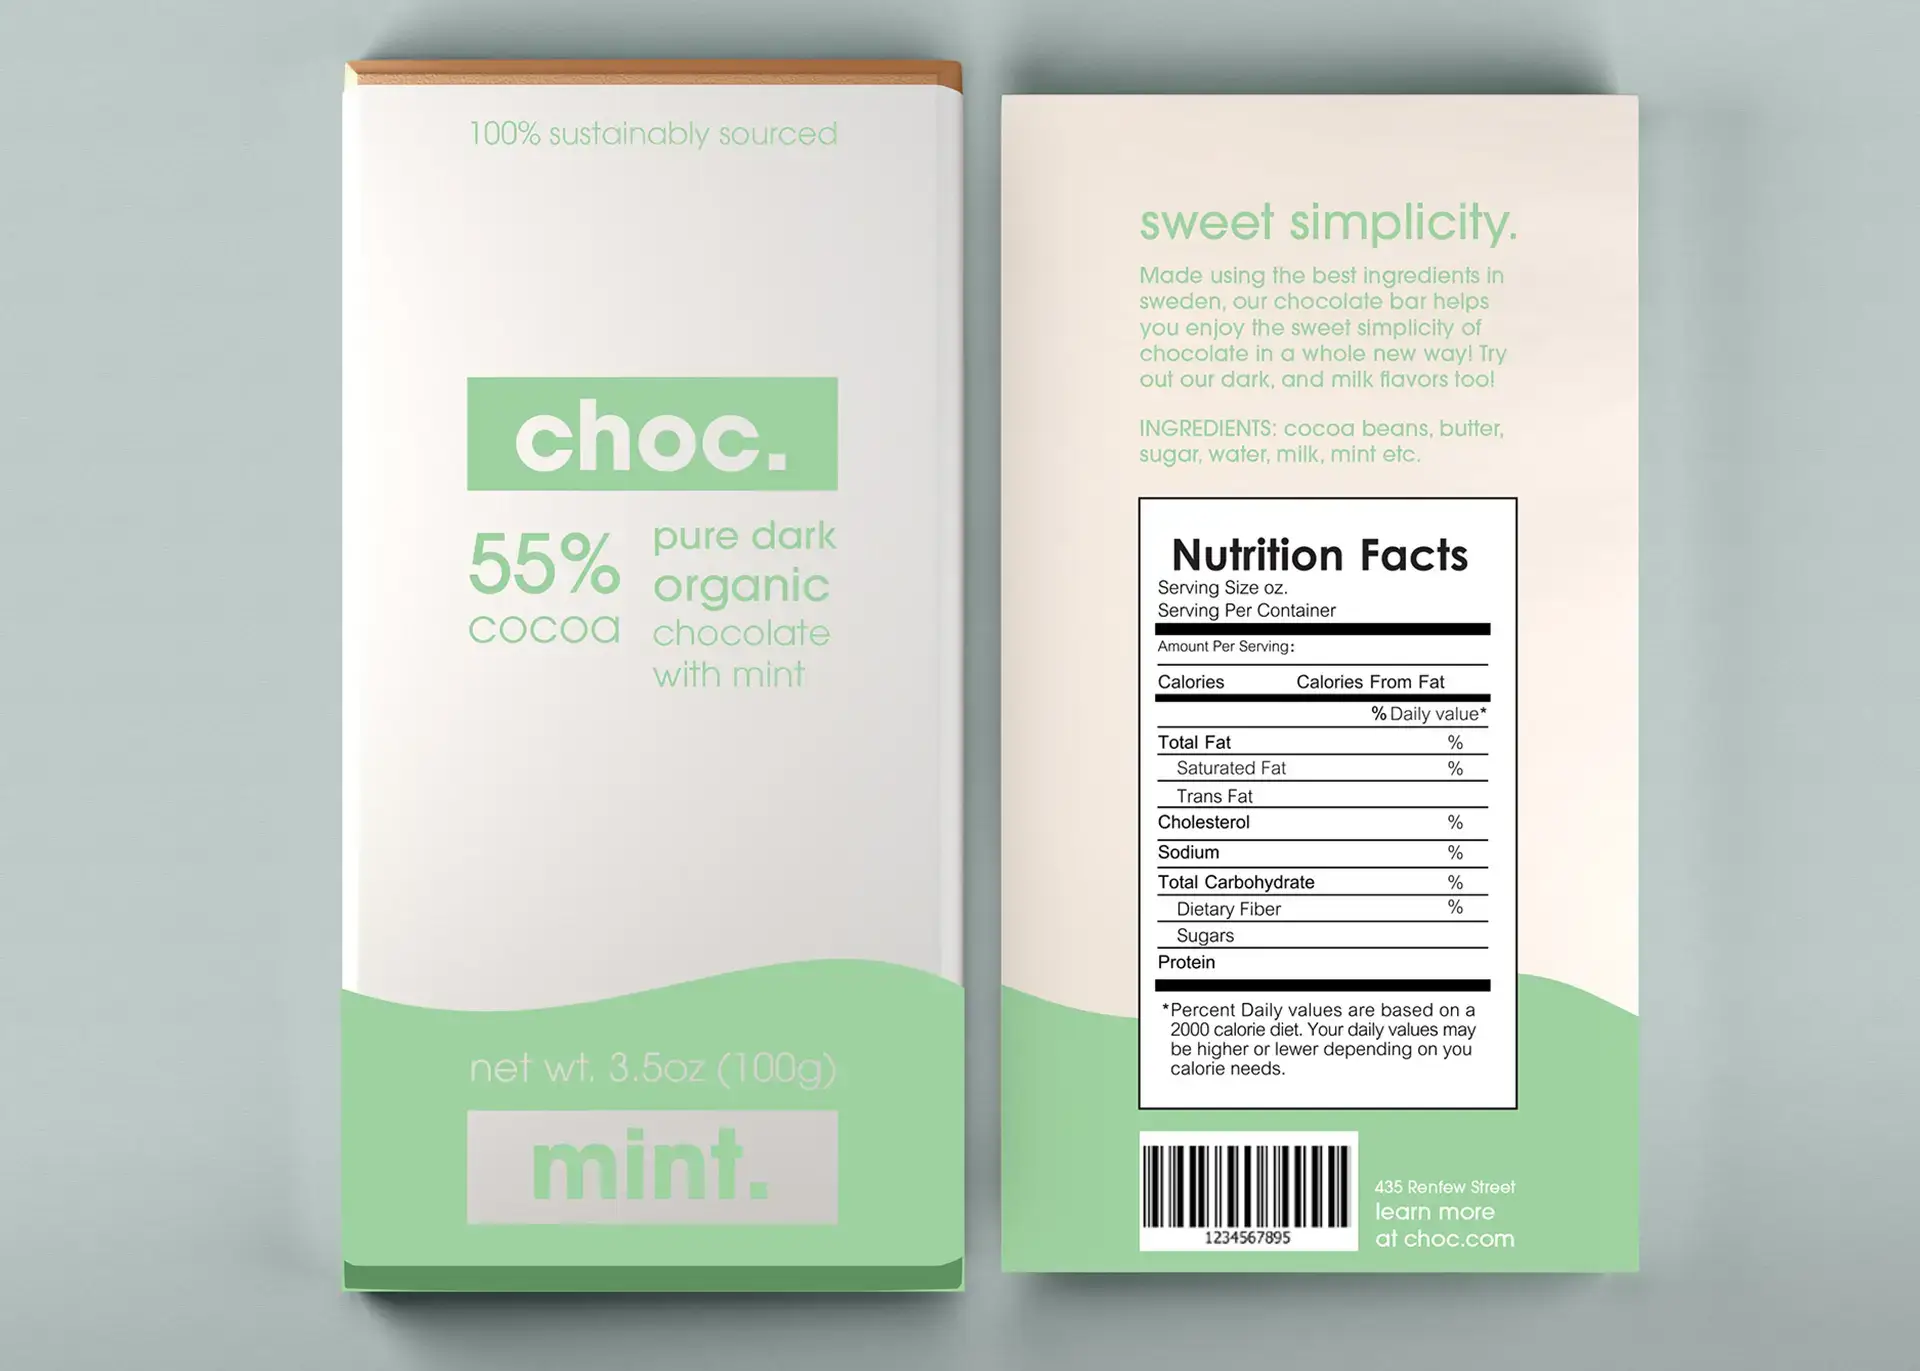 100% sustainably sourced
choc.
55%
cocoa
pure dark
organic
chocolate
with mint
net wt. 3.5oz (100g)
mint.
sweet simplicity.
Made using the best ingredients in
sweden, our chocolate bar helps
you enjoy the sweet simplicity of
chocolate in a whole new way! Try
out our dark, and milk flavors too!
INGREDIENTS: cocoa beans, butter,
sugar, water, milk, mint etc.
Nutrition Facts
Serving Size oz.
Serving Per Container
Amount Per Serving:
Calories Calories From Fat
% Daily value*
Total Fat %
Saturated Fat %
Trans Fat
Cholesterol %
Sodium %
Total Carbohydrate %
Dietary Fiber %
Sugars
Protein
*Percent Daily values are based on a
2000 calorie diet. Your daily values may
be higher or lewer depending on you
calorie needs.
1234567895
435 Renfew Street
learn more
at choc.com